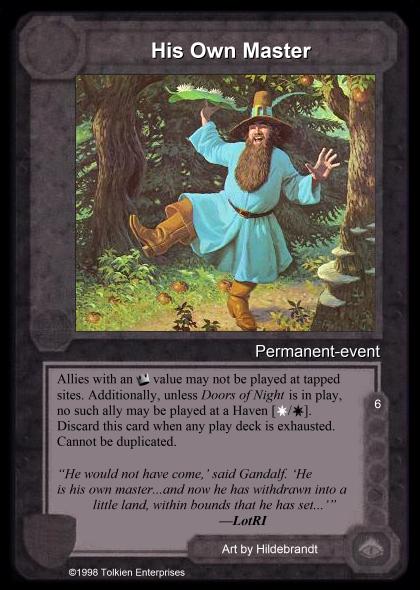 His Own Master
Permanent-event
Allies with an value may not be played at tapped
sites. Additionally, unless Doors of Night is in play,
no such ally may be played at a Haven [ / ].
Discard this card when any play deck is exhausted.
Cannot be duplicated.
6
“He would not have come,’ said Gandalf. ‘He
is his own master...and now he has withdrawn into a
little land, within bounds that he has set...’”
—LotRI
Art by Hildebrandt
©1998 Tolkien Enterprises